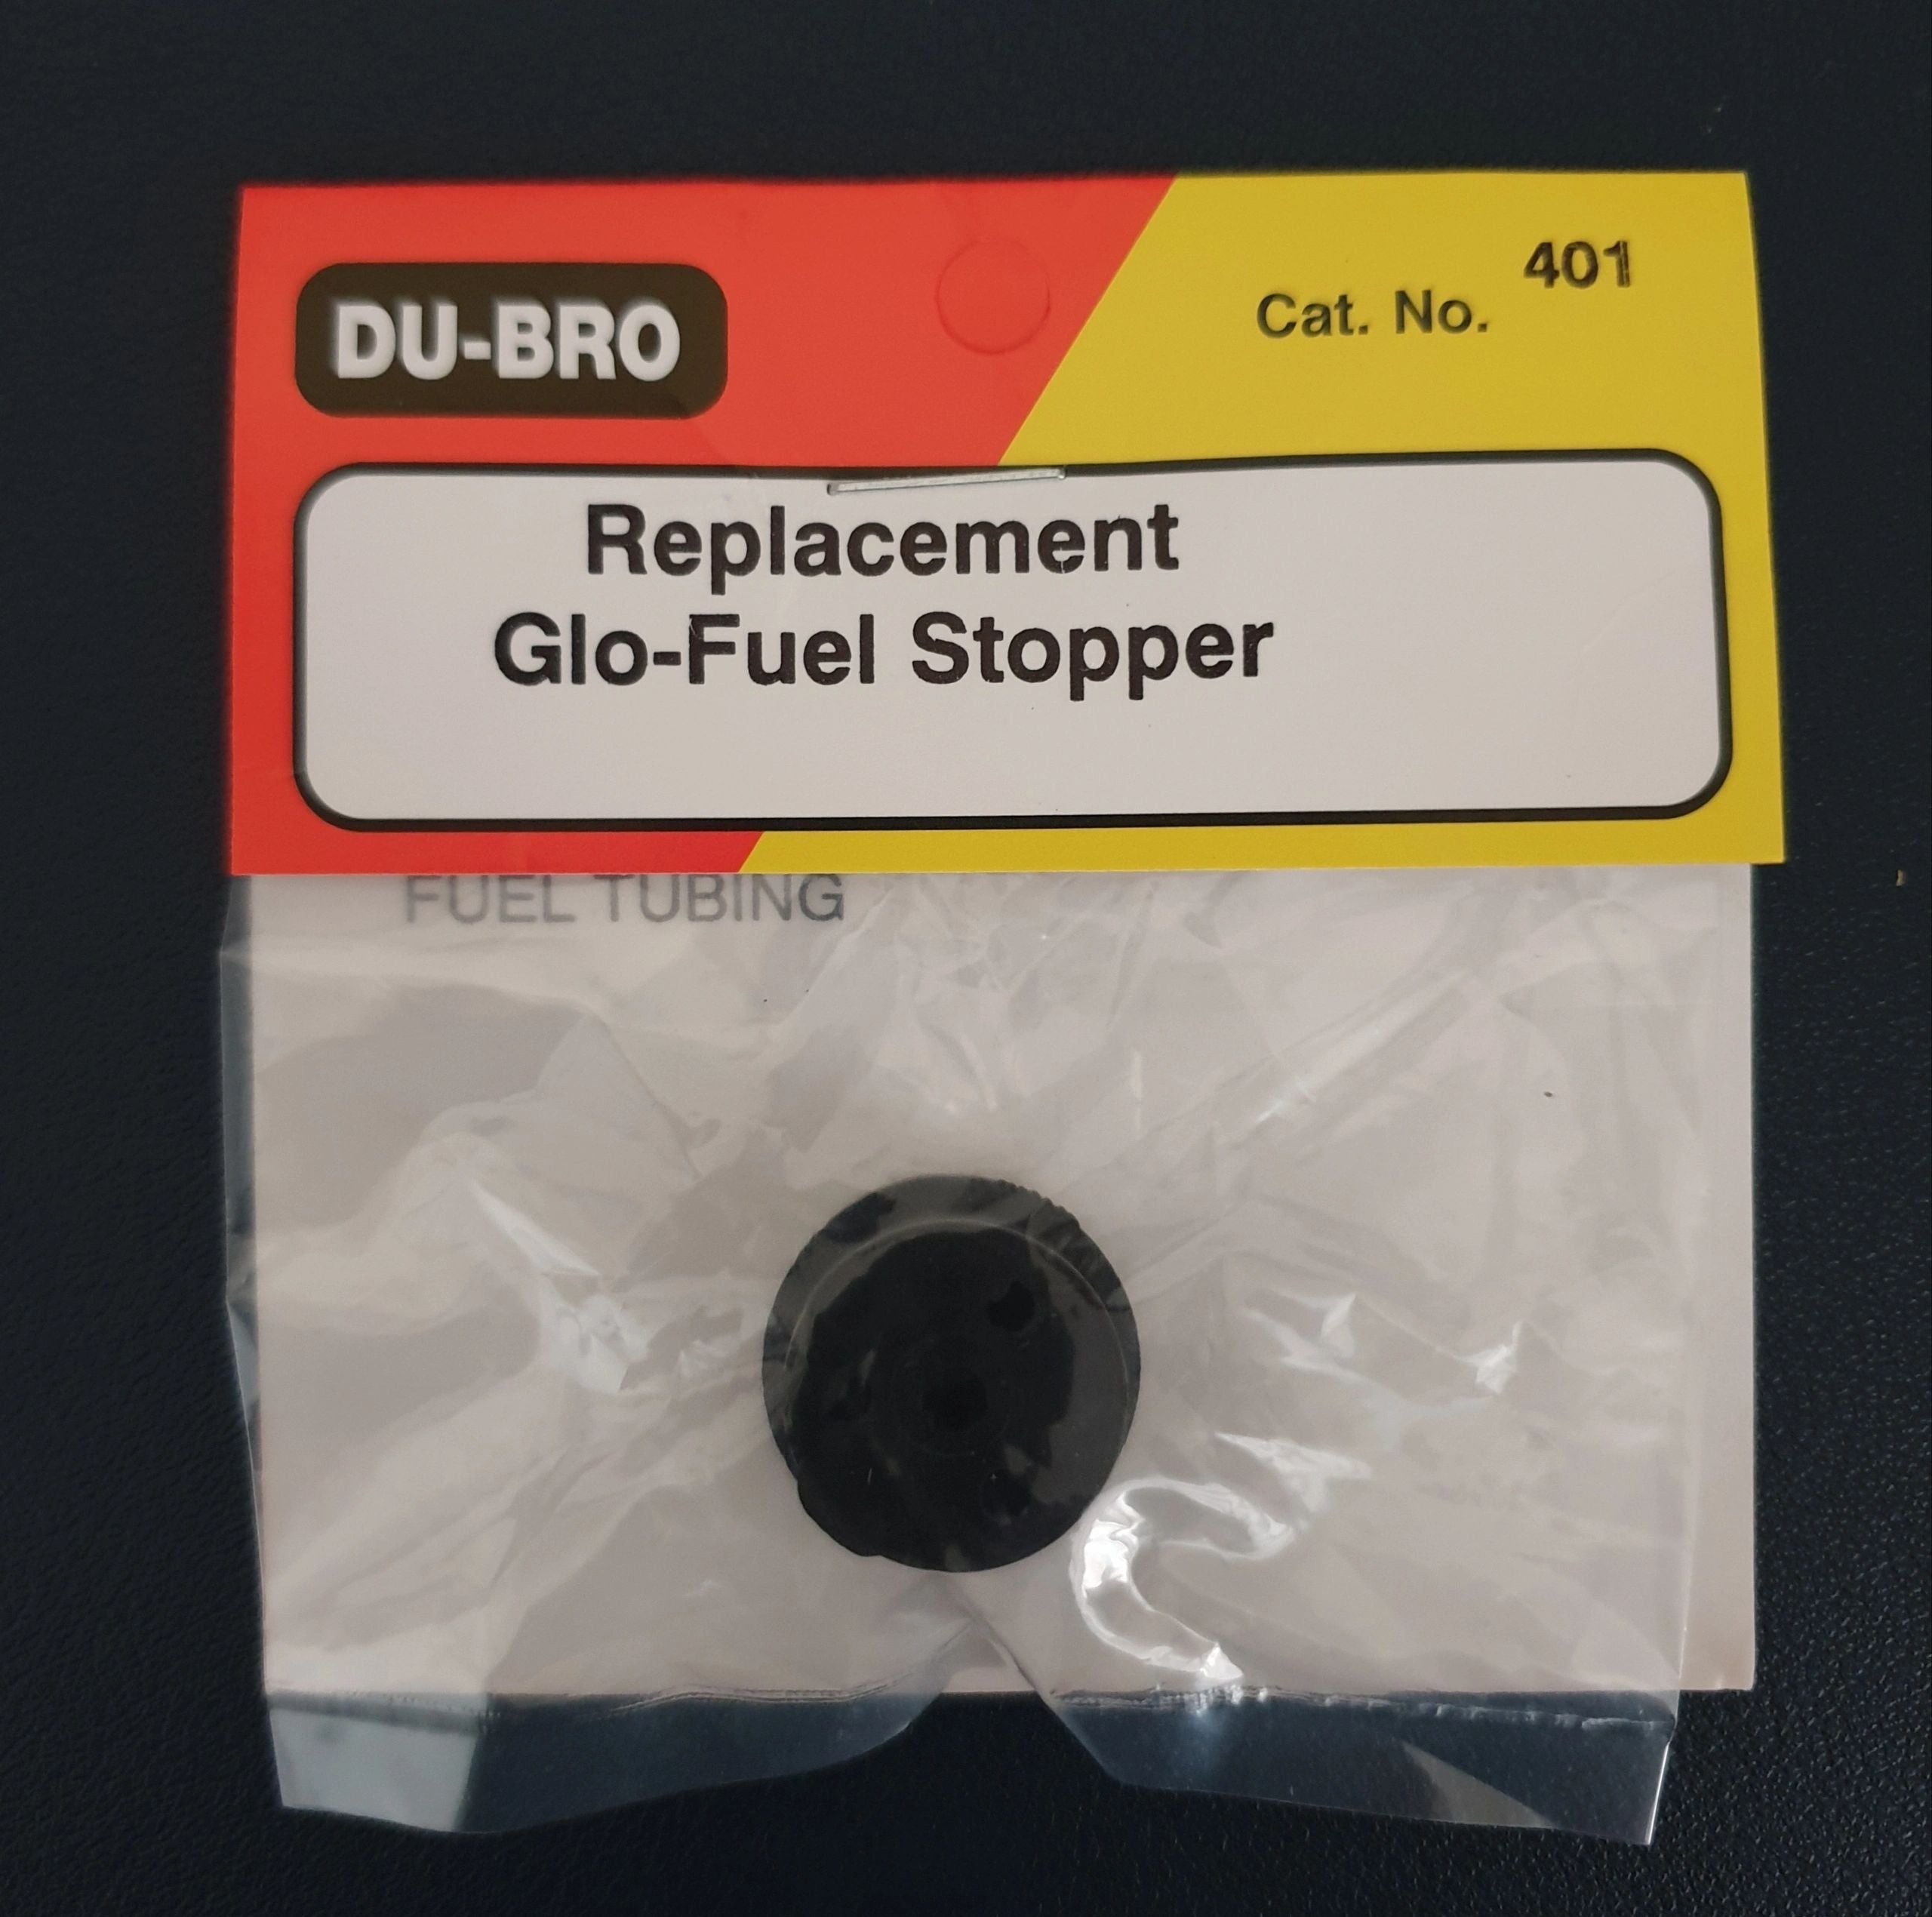 DU-BRO
Cat. No. 401
Replacement
Glo-Fuel Stopper
FUEL TUBING